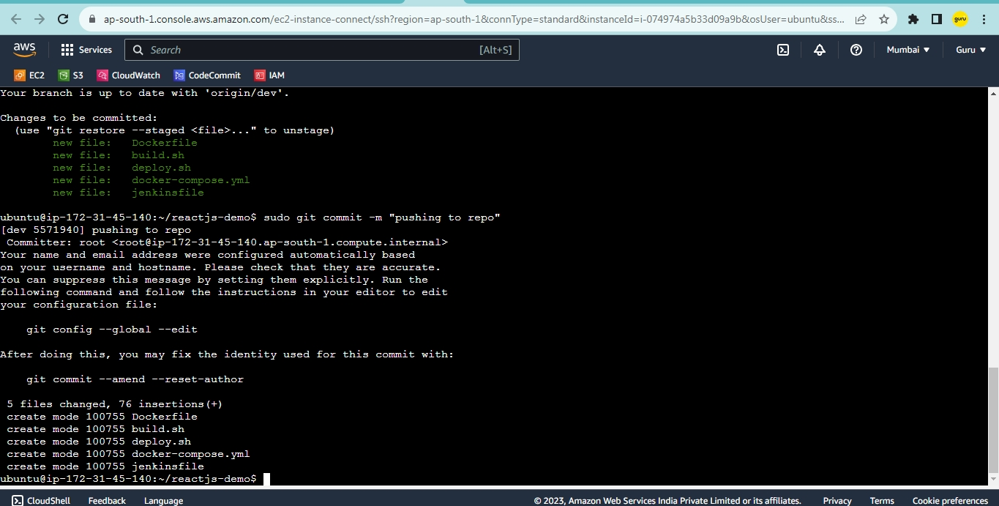 ap-south-1.console.aws.amazon.com/ec2-instance-connect/ssh?region=ap-south-1&connType=standard&instanceId=i-074974a5b33d09a9b&osUser=ubuntu&ss...
guru
aws
Services
Search
[Alt+S]
Mumbai
Guru
EC2
S3
CloudWatch
CodeCommit
IAM
Your branch is up to date with 'origin/dev'.
Changes to be committed:
(use "git restore --staged <file>..." to unstage)
new file:   Dockerfile
new file:   build.sh
new file:   deploy.sh
new file:   docker-compose.yml
new file:   jenkinsfile
ubuntu@ip-172-31-45-140:~/reactjs-demo$ sudo git commit -m "pushing to repo"
[dev 5571940] pushing to repo
Committer: root <root@ip-172-31-45-140.ap-south-1.compute.internal>
Your name and email address were configured automatically based
on your username and hostname. Please check that they are accurate.
You can suppress this message by setting them explicitly. Run the
following command and follow the instructions in your editor to edit
your configuration file:
git config --global --edit
After doing this, you may fix the identity used for this commit with:
git commit --amend --reset-author
5 files changed, 76 insertions(+)
create mode 100755 Dockerfile
create mode 100755 build.sh
create mode 100755 deploy.sh
create mode 100755 docker-compose.yml
create mode 100755 jenkinsfile
ubuntu@ip-172-31-45-140:~/reactjs-demo$
CloudShell
Feedback
Language
© 2023, Amazon Web Services India Private Limited or its affiliates.
Privacy
Terms
Cookie preferences